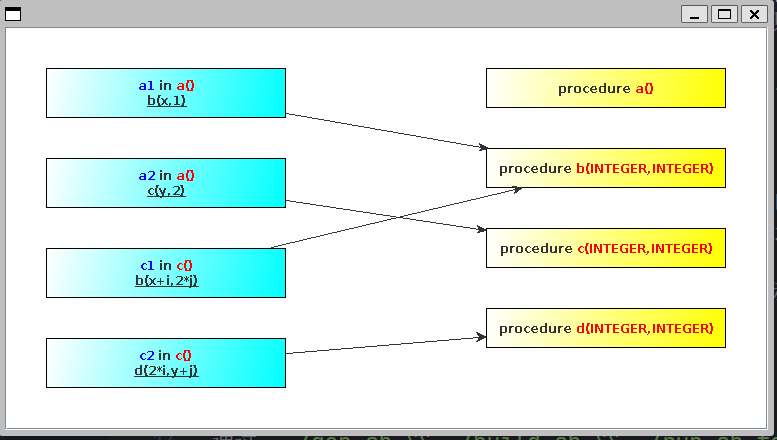 a1 in a()
b(x,1)
procedure a()
a2 in a()
c(y,2)
procedure b(INTEGER,INTEGER)
c1 in c()
b(x+i,2*j)
procedure c(INTEGER,INTEGER)
c2 in c()
d(2*i,y+j)
procedure d(INTEGER,INTEGER)